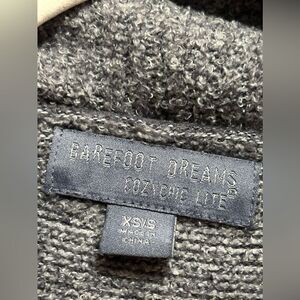 BAREFOOT DREAMS
COZYCHIC LITE®
XS/S
MADE IN
CHINA